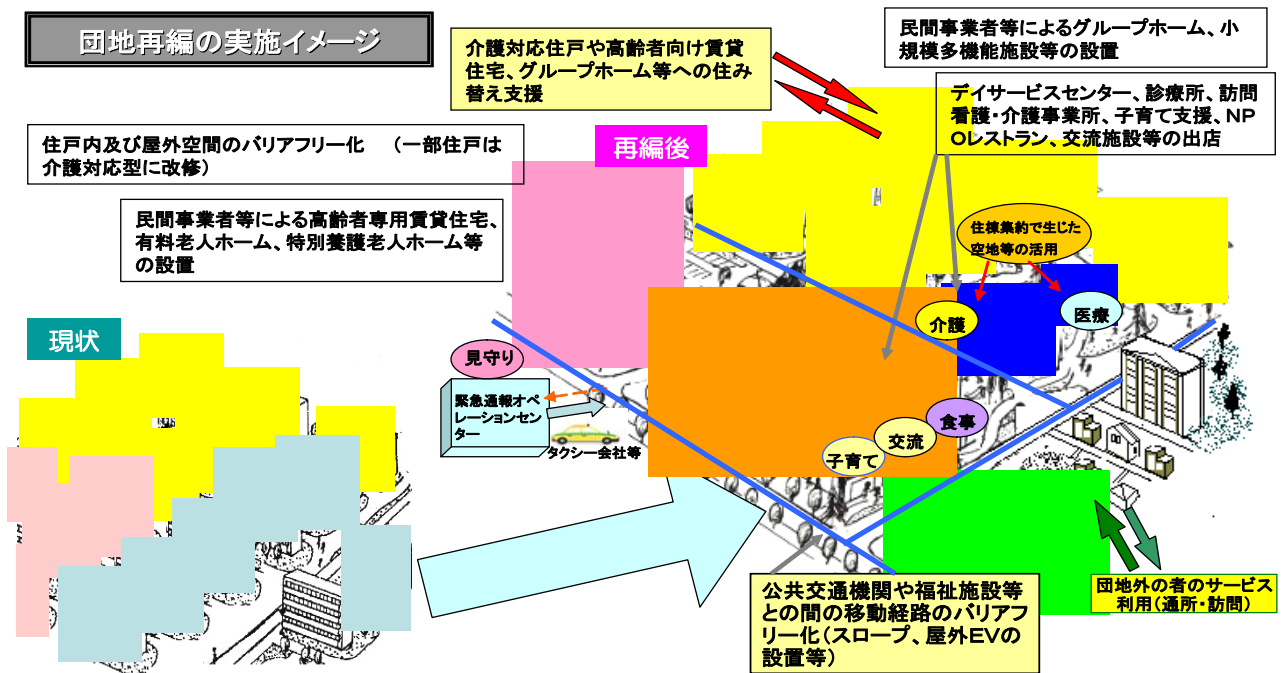 団地再編の実施イメージ
介護対応住戸や高齢者向け賃貸
住宅、グループホーム等への住み
替え支援
民間事業者等によるグループホーム、小
規模多機能施設等の設置
デイサービスセンター、診療所、訪問
看護・介護事業所、子育て支援、NP
Oレストラン、交流施設等の出店
住戸内及び屋外空間のバリアフリー化　（一部住戸は
介護対応型に改修）
再編後
民間事業者等による高齢者専用賃貸住宅、
有料老人ホーム、特別養護老人ホーム等
の設置
住棟集約で生じた
空地等の活用
介護
医療
現状
見守り
緊急通報オペ
レーションセン
ター
タクシー会社等
食事
交流
子育て
公共交通機関や福祉施設等
との間の移動経路のバリアフ
リー化（スロープ、屋外EVの
設置等）
団地外の者のサービス
利用（通所・訪問）